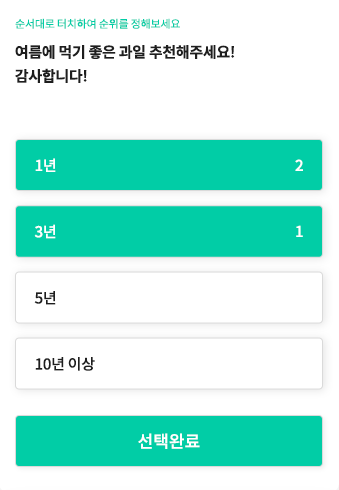 순서대로 터치하여 순위를 정해보세요
여름에 먹기 좋은 과일 추천해주세요!
감사합니다!
1년 2
3년 1
5년
10년 이상
선택완료